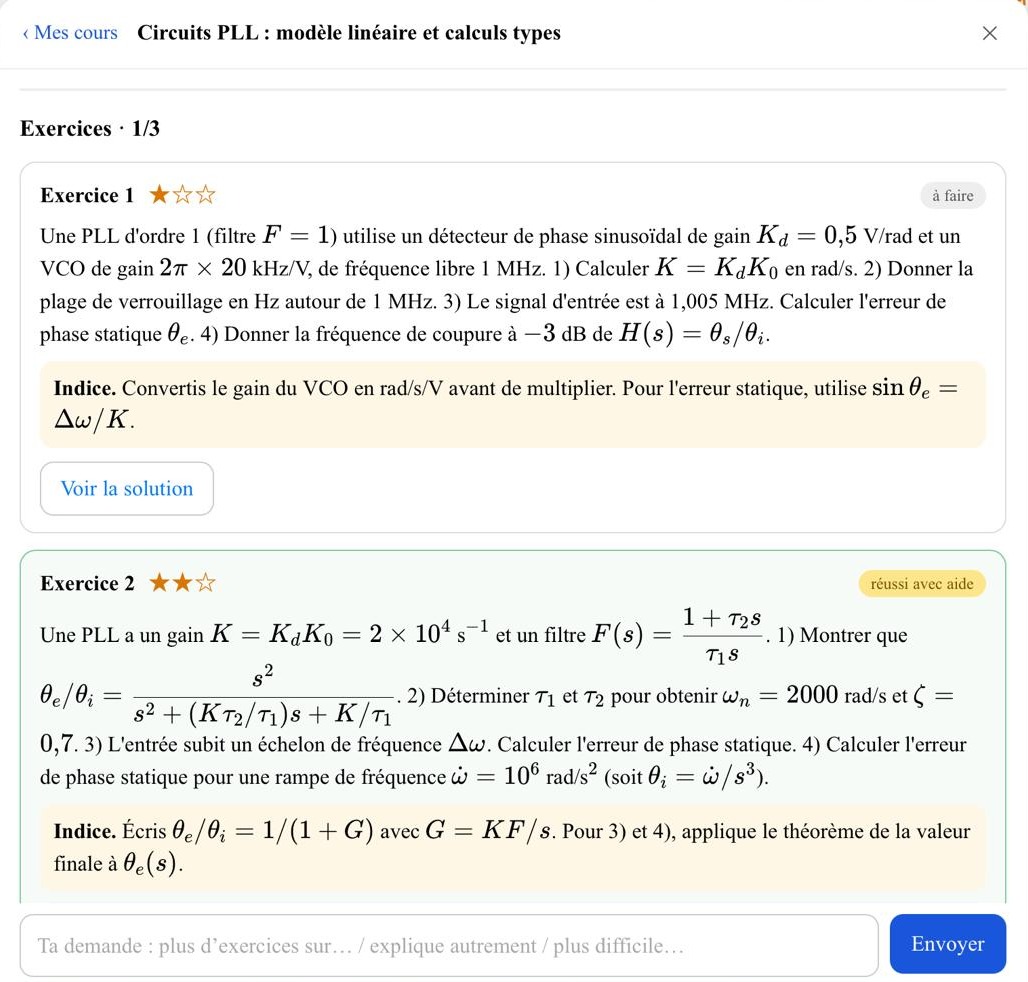 ‹ Mes cours Circuits PLL : modèle linéaire et calculs types ×
Exercices · 1/3
Exercice 1 ★☆☆ à faire
Une PLL d'ordre 1 (filtre F = 1) utilise un détecteur de phase sinusoïdal de gain K_d = 0,5 V/rad et un
VCO de gain 2π × 20 kHz/V, de fréquence libre 1 MHz. 1) Calculer K = K_dK_0 en rad/s. 2) Donner la
plage de verrouillage en Hz autour de 1 MHz. 3) Le signal d'entrée est à 1,005 MHz. Calculer l'erreur de
phase statique θ_e. 4) Donner la fréquence de coupure à −3 dB de H(s) = θ_s/θ_i.
Indice. Convertis le gain du VCO en rad/s/V avant de multiplier. Pour l'erreur statique, utilise sin θ_e =
Δω/K.
Voir la solution
Exercice 2 ★★☆ réussi avec aide
Une PLL a un gain K = K_dK_0 = 2 × 10^4 s^−1 et un filtre F(s) = (1 + τ_2s)/(τ_1s). 1) Montrer que
θ_e/θ_i = s^2/(s^2 + (Kτ_2/τ_1)s + K/τ_1). 2) Déterminer τ_1 et τ_2 pour obtenir ω_n = 2000 rad/s et ζ =
0,7. 3) L'entrée subit un échelon de fréquence Δω. Calculer l'erreur de phase statique. 4) Calculer l'erreur
de phase statique pour une rampe de fréquence ω̇ = 10^6 rad/s^2 (soit θ_i = ω̇/s^3).
Indice. Écris θ_e/θ_i = 1/(1 + G) avec G = KF/s. Pour 3) et 4), applique le théorème de la valeur
finale à θ_e(s).
Ta demande : plus d’exercices sur… / explique autrement / plus difficile…
Envoyer